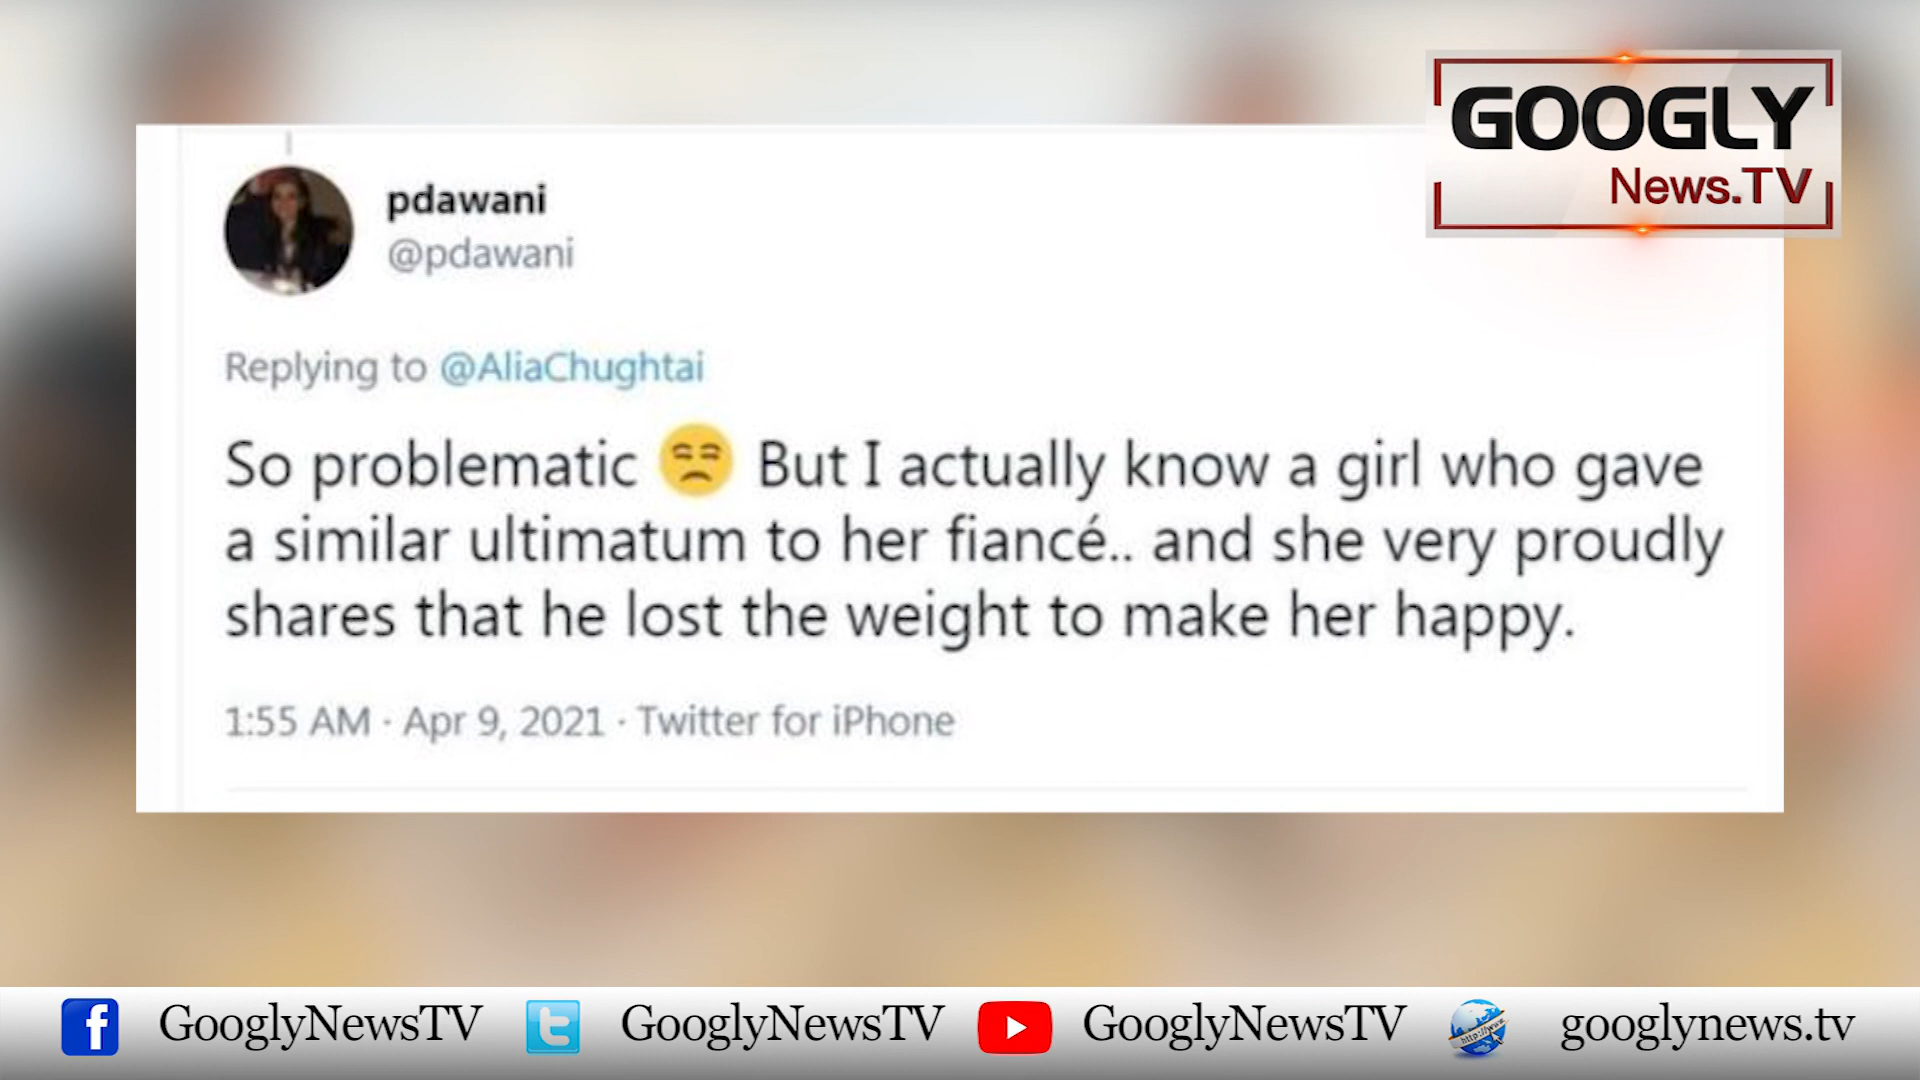 GOOGLY
News.TV
pdawani
@pdawani
Replying to @AliaChughtai
So problematic 😒 But I actually know a girl who gave
a similar ultimatum to her fiancé.. and she very proudly
shares that he lost the weight to make her happy.
1:55 AM · Apr 9, 2021 · Twitter for iPhone
GooglyNewsTV GooglyNewsTV GooglyNewsTV http://www. googlynews.tv